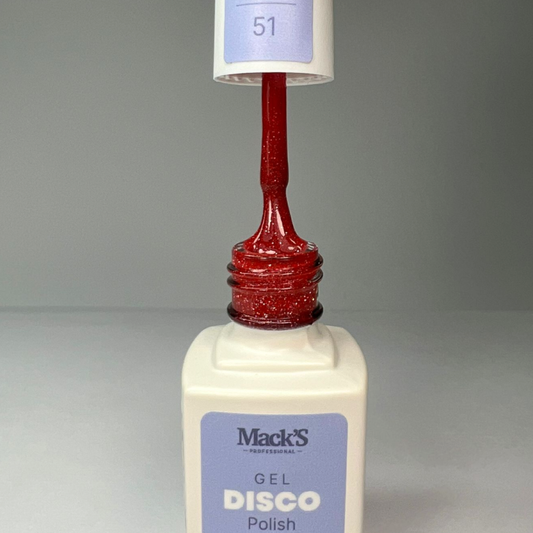 51
Mack'S
PROFESSIONAL
GEL
DISCO
Polish